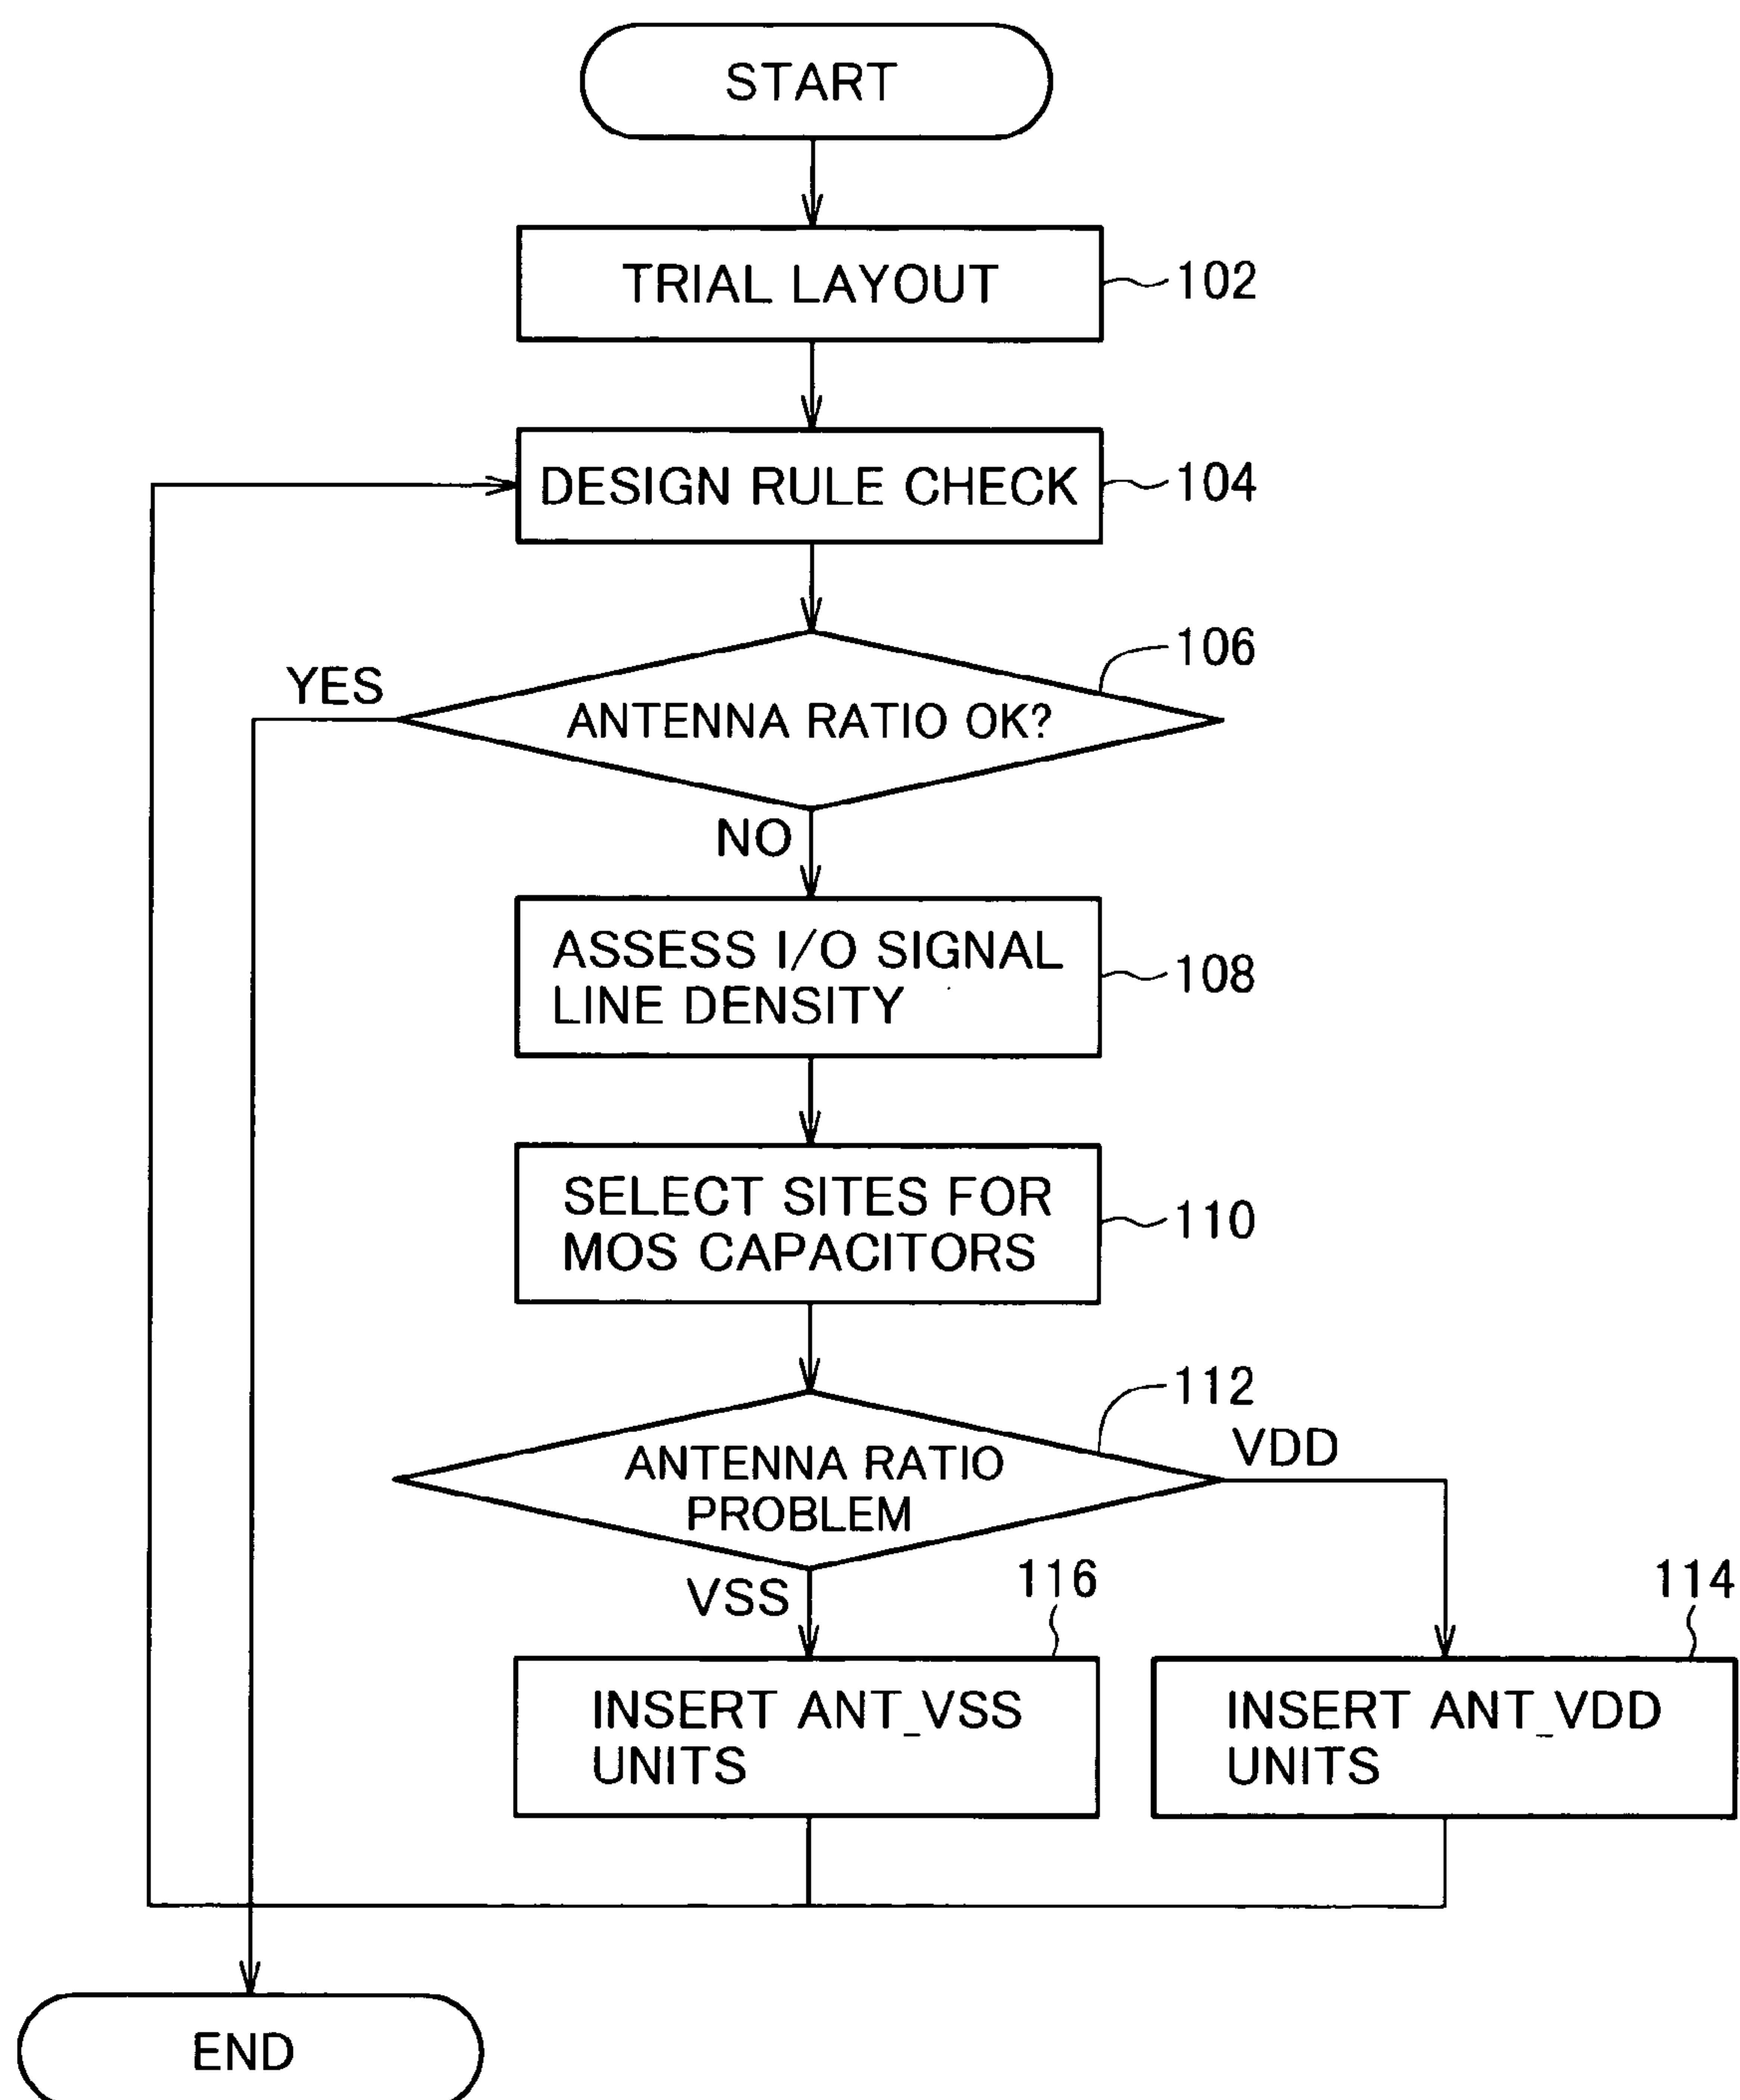 START
TRIAL LAYOUT
102
DESIGN RULE CHECK
104
106
YES
ANTENNA RATIO OK?
NO
ASSESS I/O SIGNAL
LINE DENSITY
108
SELECT SITES FOR
MOS CAPACITORS
110
112
VDD
ANTENNA RATIO
PROBLEM
VSS
116
114
INSERT ANT_VSS
UNITS
INSERT ANT_VDD
UNITS
END